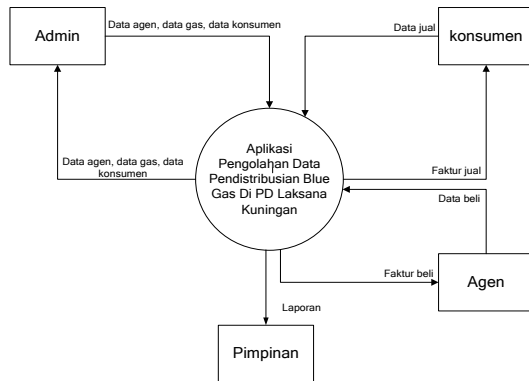 Admin
Data agen, data gas, data konsumen
Data jual
konsumen
Aplikasi
Pengolahan Data
Pendistribusian Blue
Gas Di PD Laksana
Kuningan
Data agen, data gas, data
konsumen
Faktur jual
Data beli
Faktur beli
Agen
Laporan
Pimpinan